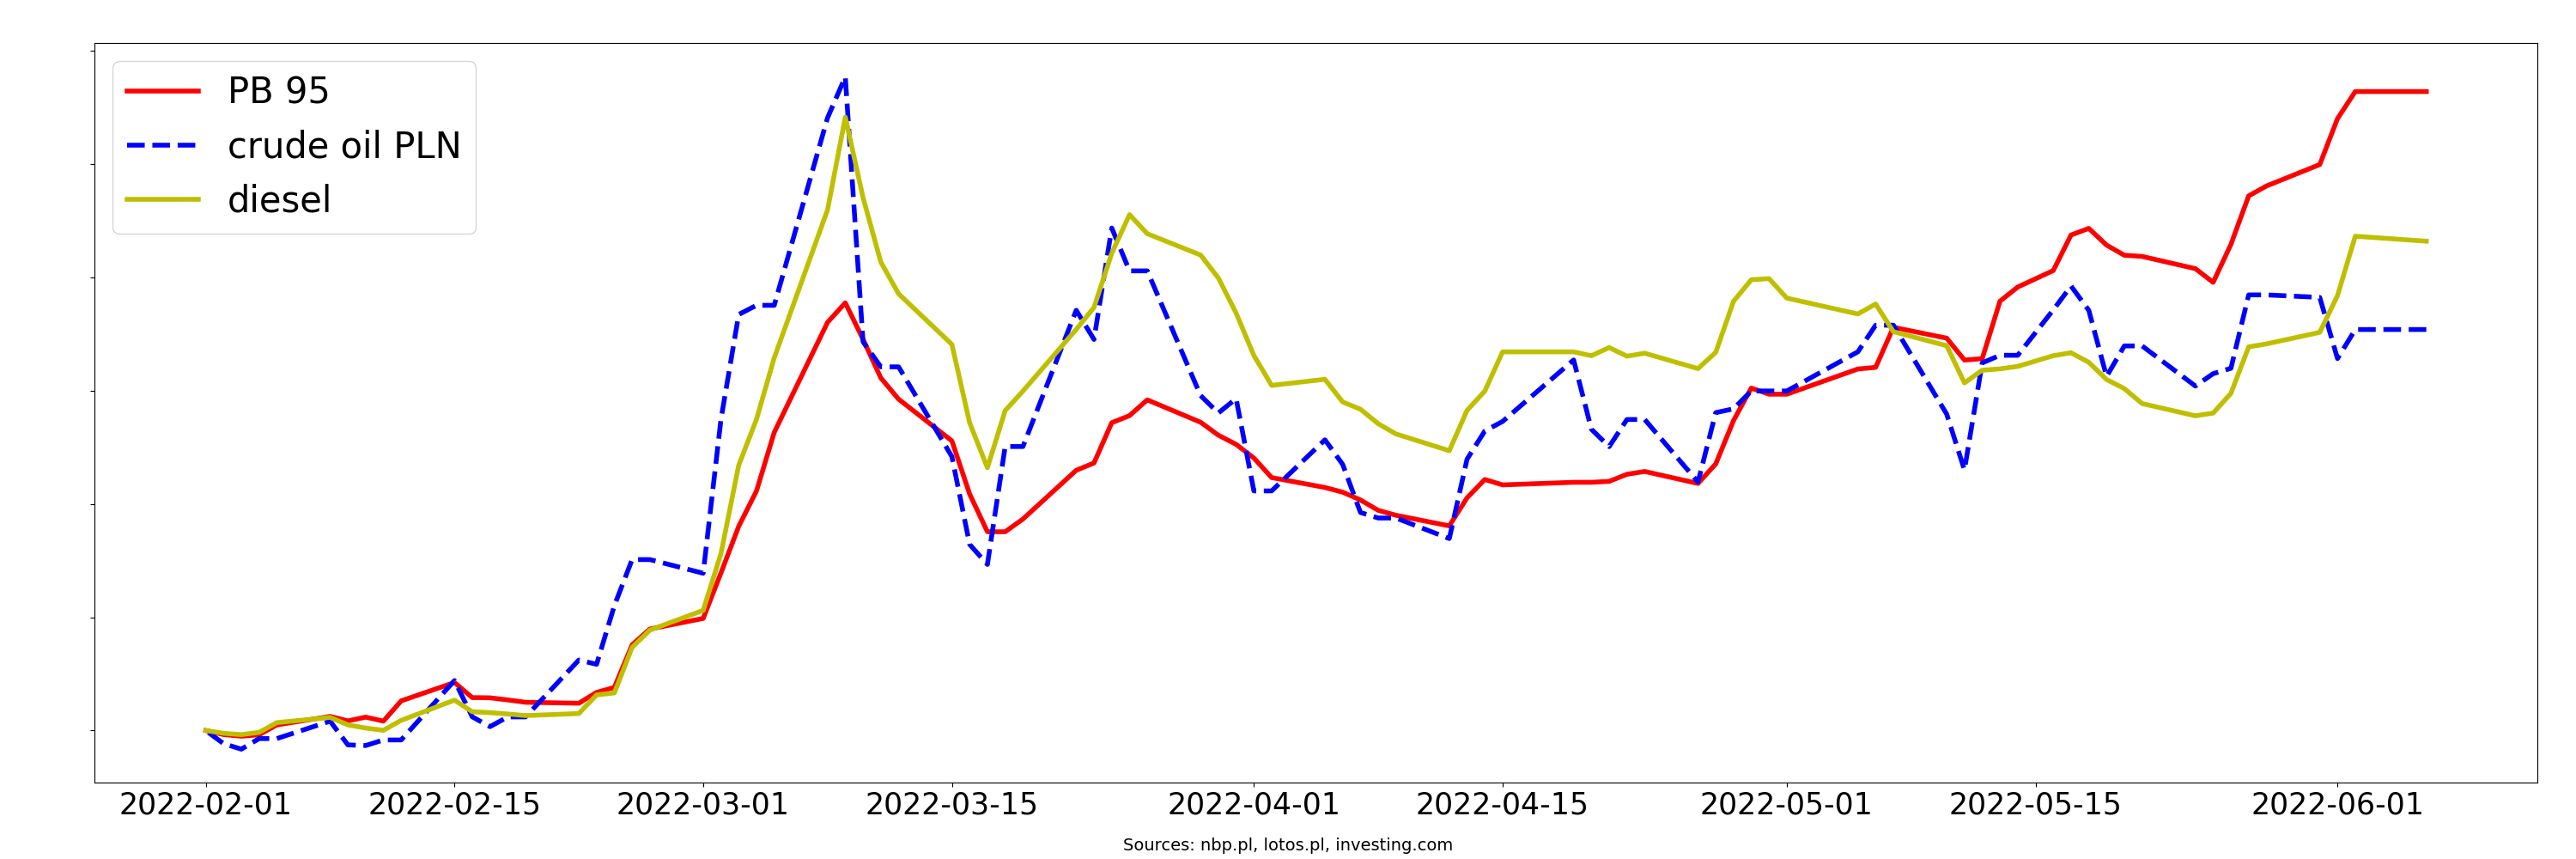 PB 95
crude oil PLN
diesel
2022-02-01 2022-02-15 2022-03-01 2022-03-15 2022-04-01 2022-04-15 2022-05-01 2022-05-15 2022-06-01
Sources: nbp.pl, lotos.pl, investing.com